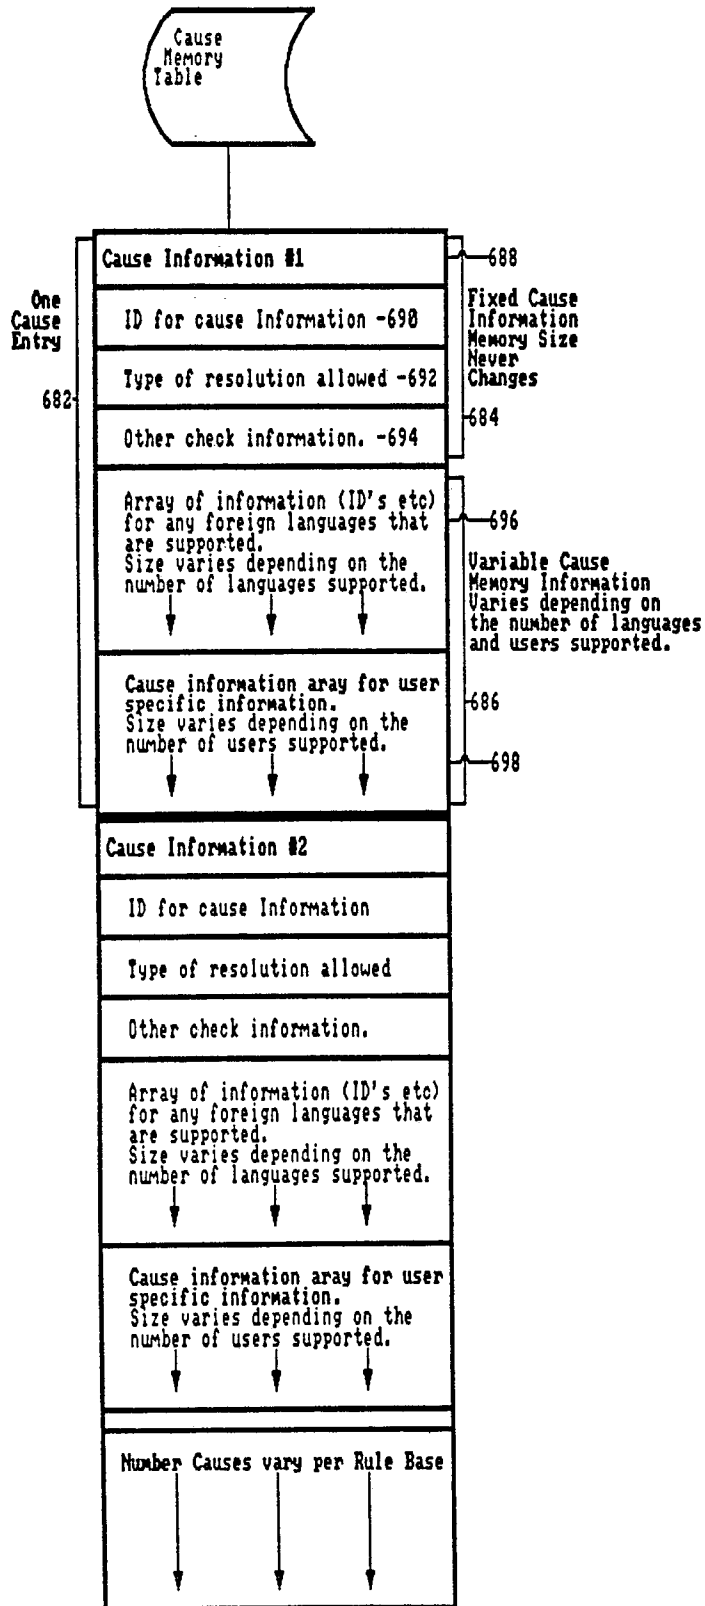 Cause
Memory
Table
Cause Information #1
688
One
Cause
Entry
682
ID for cause Information -690
Fixed Cause
Information
Memory Size
Never
Changes
Type of resolution allowed -692
684
Other check information. -694
Array of information (ID's etc)
for any foreign languages that
are supported.
Size varies depending on the
number of languages supported.
696
Variable Cause
Memory Information
Varies depending on
the number of languages
and users supported.
Cause information aray for user
specific information.
Size varies depending on the
number of users supported.
686
698
Cause Information #2
ID for cause Information
Type of resolution allowed
Other check information.
Array of information (ID's etc)
for any foreign languages that
are supported.
Size varies depending on the
number of languages supported.
Cause information aray for user
specific information.
Size varies depending on the
number of users supported.
Number Causes vary per Rule Base